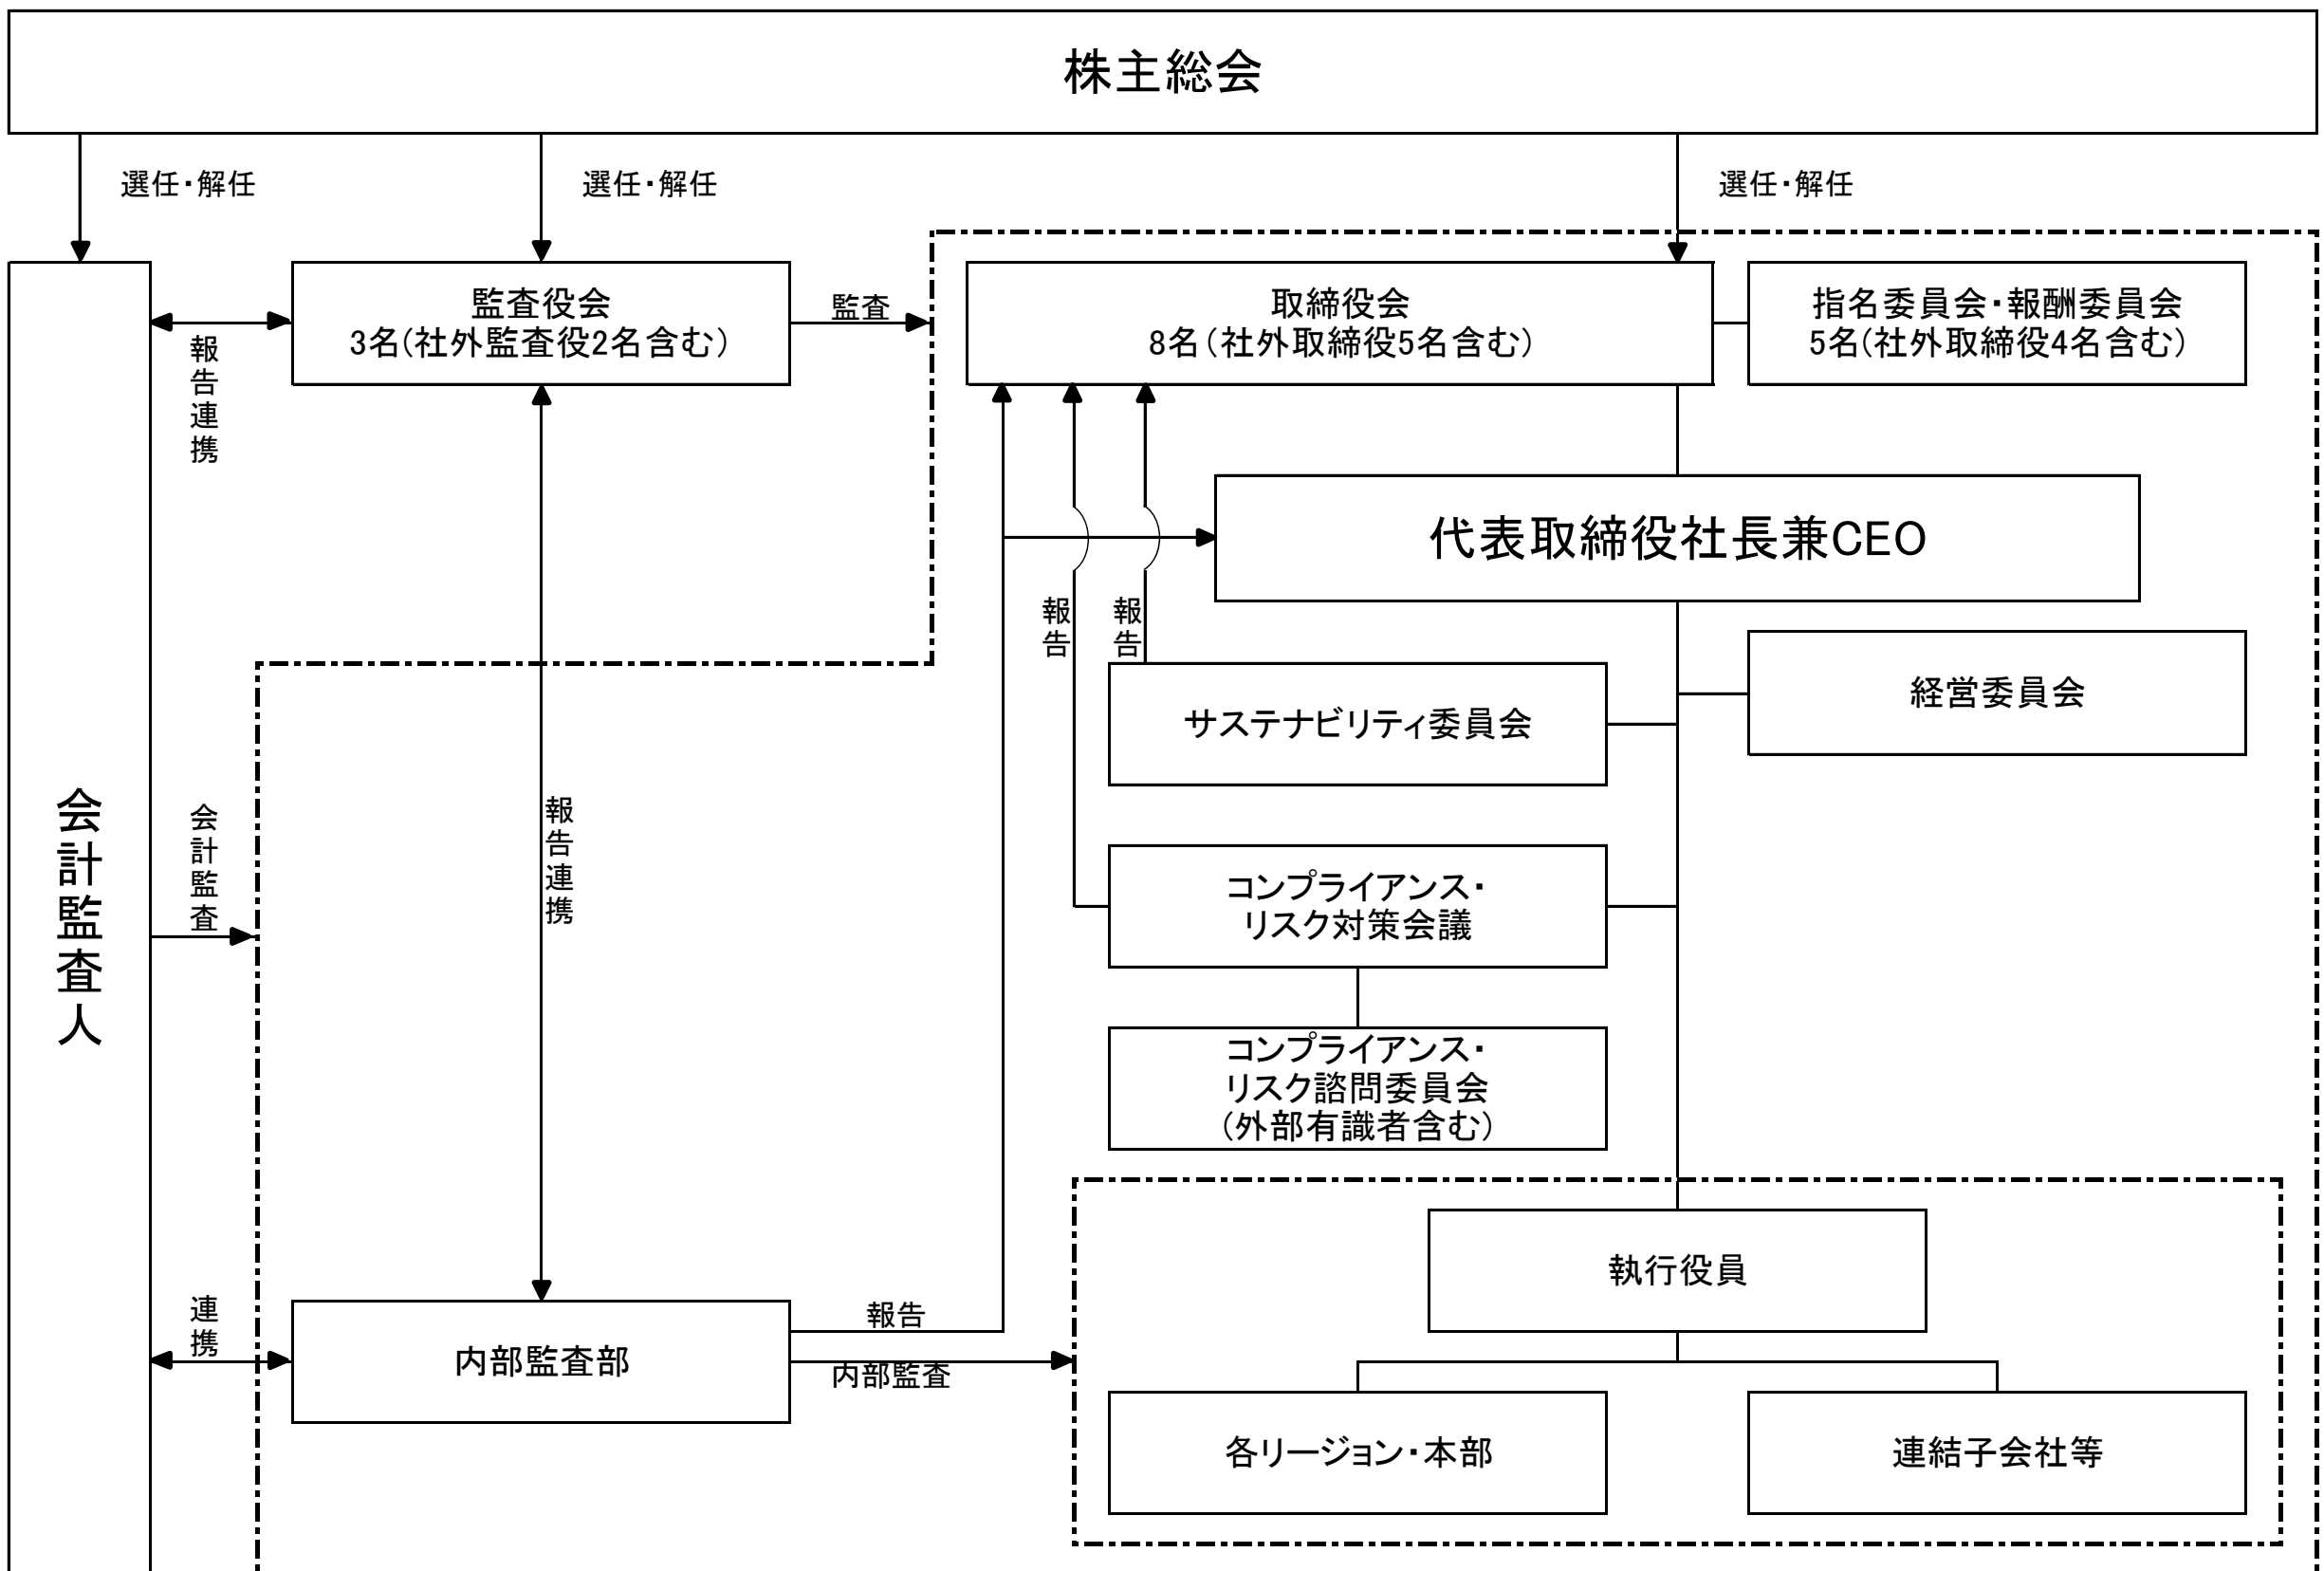 株主総会
選任・解任
選任・解任
選任・解任
監査役会
3名(社外監査役2名含む)
監査
取締役会
8名(社外取締役5名含む)
指名委員会・報酬委員会
5名(社外取締役4名含む)
報告連携
代表取締役社長兼CEO
報告
報告
経営委員会
サステナビリティ委員会
会計監査人
会計監査
報告連携
コンプライアンス・
リスク対策会議
コンプライアンス・
リスク諮問委員会
(外部有識者含む)
執行役員
連携
内部監査部
報告
内部監査
各リージョン・本部
連結子会社等